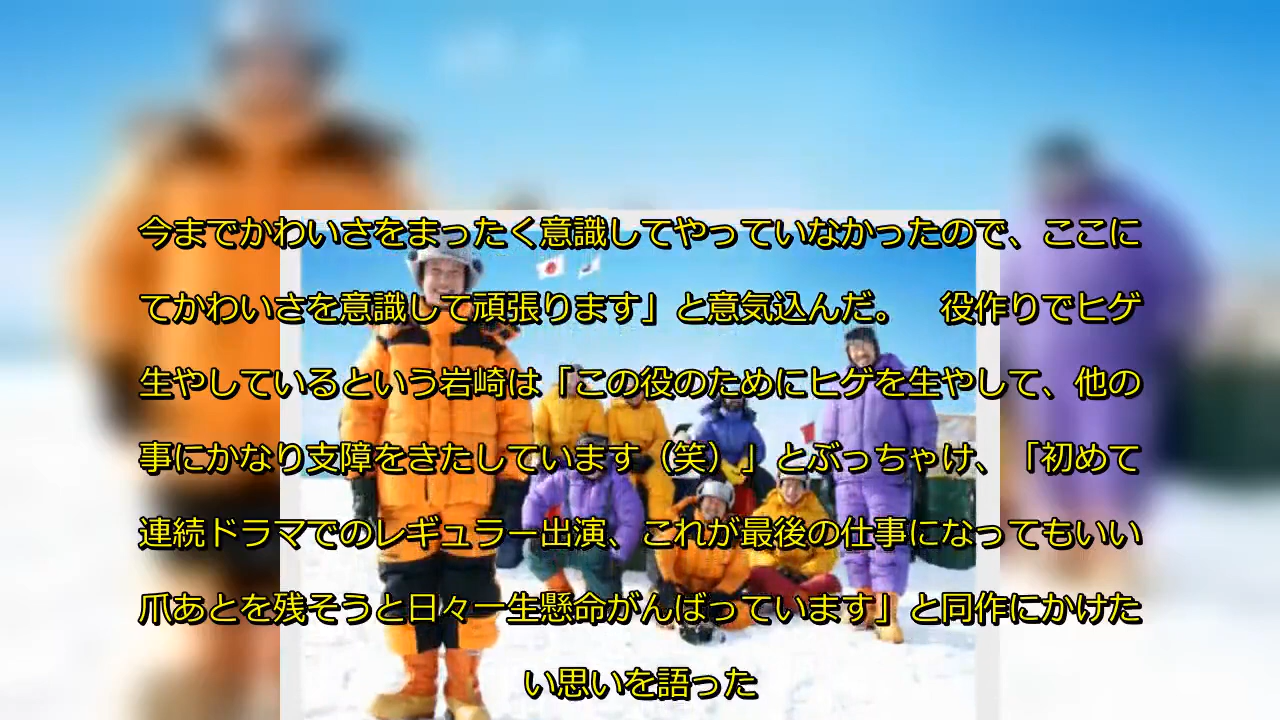 今までかわいさをまったく意識してやっていなかったので、ここに
てかわいさを意識して頑張ります」と意気込んだ。　役作りでヒゲ
生やしているという岩崎は「この役のためにヒゲを生やして、他の
事にかなり支障をきたしています（笑）」とぶっちゃけ、「初めて
連続ドラマでのレギュラー出演、これが最後の仕事になってもいい
爪あとを残そうと日々一生懸命がんばっています」と同作にかけた
い思いを語った